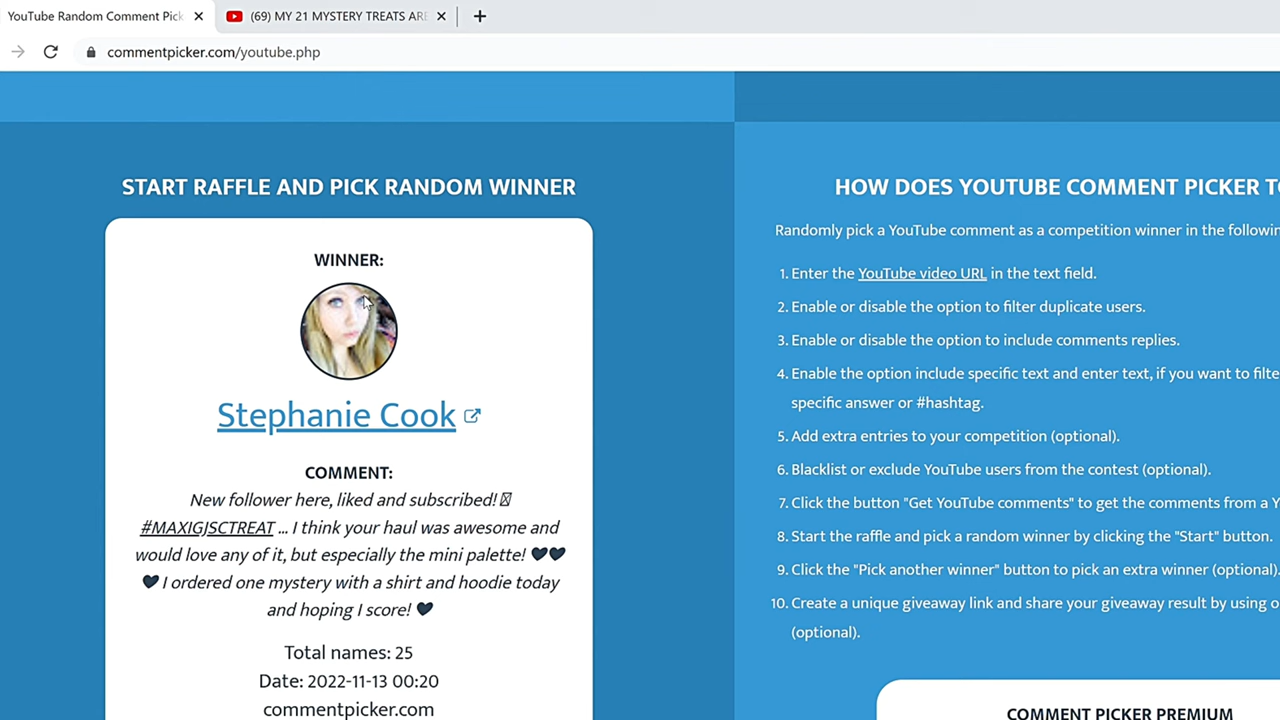 YouTube Random Comment Pick
(69) MY 21 MYSTERY TREATS ARE
commentpicker.com/youtube.php
START RAFFLE AND PICK RANDOM WINNER
WINNER:
Stephanie Cook
COMMENT:
New follower here, liked and subscribed!
#MAXIGJSCTREAT ... I think your haul was awesome and
would love any of it, but especially the mini palette! 🖤🖤
🖤 I ordered one mystery with a shirt and hoodie today
and hoping I score! 🖤
Total names: 25
Date: 2022-11-13 00:20
commentpicker.com
HOW DOES YOUTUBE COMMENT PICKER TO
Randomly pick a YouTube comment as a competition winner in the followin
1. Enter the YouTube video URL in the text field.
2. Enable or disable the option to filter duplicate users.
3. Enable or disable the option to include comments replies.
4. Enable the option include specific text and enter text, if you want to filte
specific answer or #hashtag.
5. Add extra entries to your competition (optional).
6. Blacklist or exclude YouTube users from the contest (optional).
7. Click the button "Get YouTube comments" to get the comments from a Y
8. Start the raffle and pick a random winner by clicking the "Start" button.
9. Click the "Pick another winner" button to pick an extra winner (optional).
10. Create a unique giveaway link and share your giveaway result by using o
(optional).
COMMENT PICKER PREMIUM